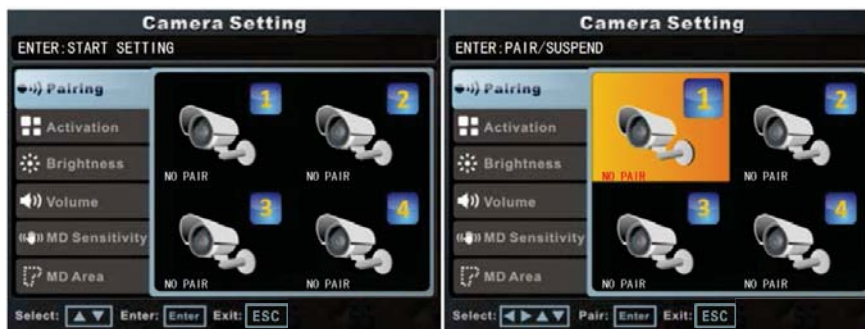 Camera Setting
ENTER:START SETTING
Pairing
Activation
Brightness
Volume
MD Sensitivity
MD Area
1
NO PAIR
2
NO PAIR
3
NO PAIR
4
NO PAIR
Select: ▲ ▼ Enter: Enter Exit: ESC
Camera Setting
ENTER:PAIR/SUSPEND
Pairing
Activation
Brightness
Volume
MD Sensitivity
MD Area
1
NO PAIR
2
NO PAIR
3
NO PAIR
4
NO PAIR
Select: ◀ ▶ ▲ ▼ Pair: Enter Exit: ESC